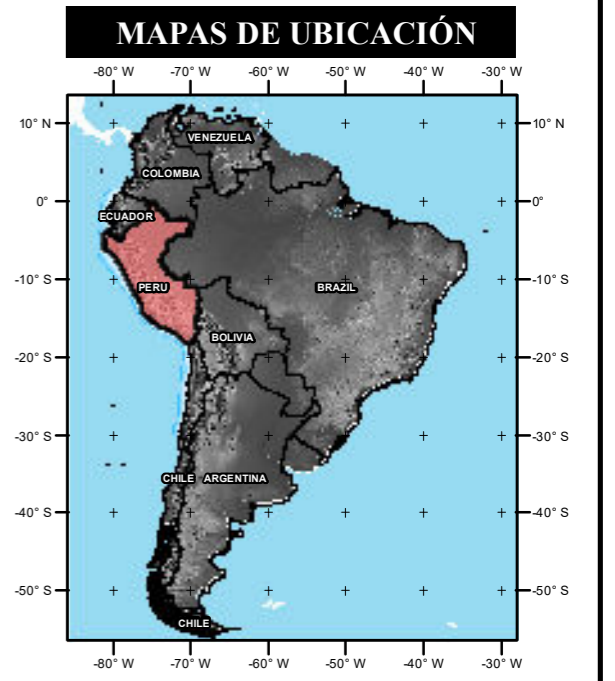 MAPAS DE UBICACIÓN
-80° W -70° W -60° W -50° W -40° W -30° W
10° N 10° N
VENEZUELA
COLOMBIA
0° 0°
ECUADOR
-10° S -10° S
PERU BRAZIL
BOLIVIA
-20° S -20° S
-30° S -30° S
CHILE ARGENTINA
-40° S -40° S
-50° S -50° S
CHILE
-80° W -70° W -60° W -50° W -40° W -30° W